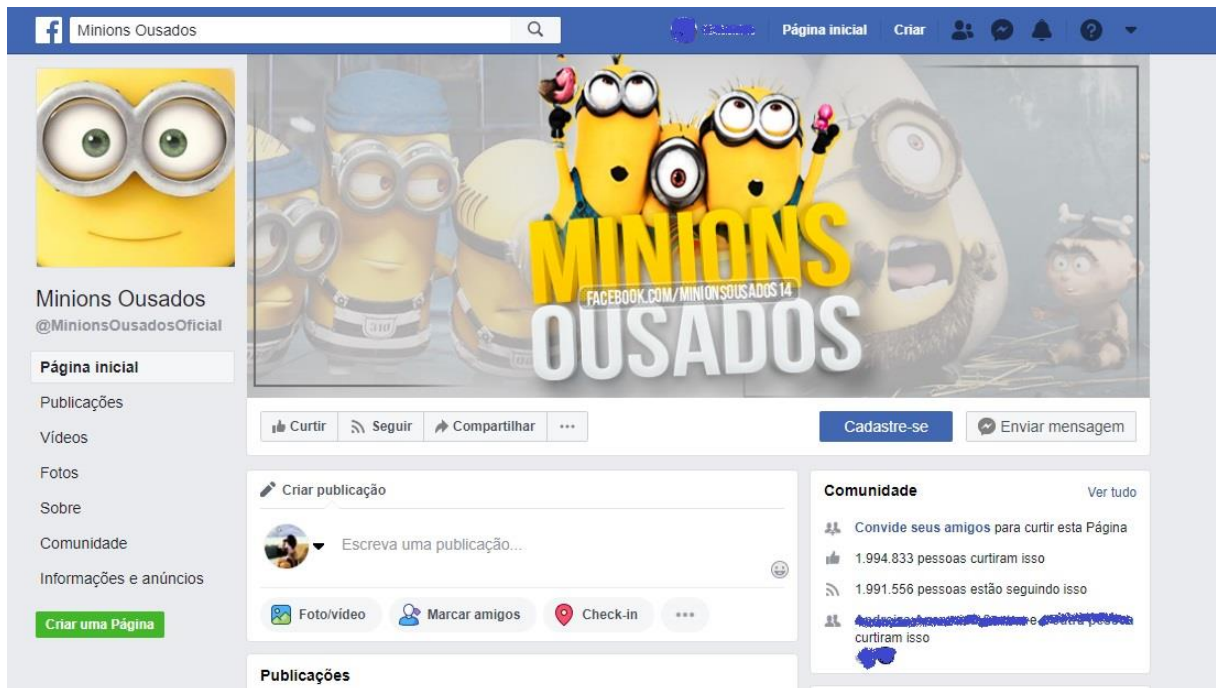 f Minions Ousados
Página inicial Criar
MINIONS
FACEBOOK.COM/MINIONSOUSADOS14
OUSADOS
310
Minions Ousados
@MinionsOusadosOficial
Página inicial
Publicações
Vídeos
Fotos
Sobre
Comunidade
Informações e anúncios
Criar uma Página
Curtir Seguir Compartilhar ...
Cadastre-se Enviar mensagem
Criar publicação
Escreva uma publicação...
Foto/vídeo Marcar amigos Check-in ...
Publicações
Comunidade Ver tudo
Convide seus amigos para curtir esta Página
1.994.833 pessoas curtiram isso
1.991.556 pessoas estão seguindo isso
e
curtiram isso